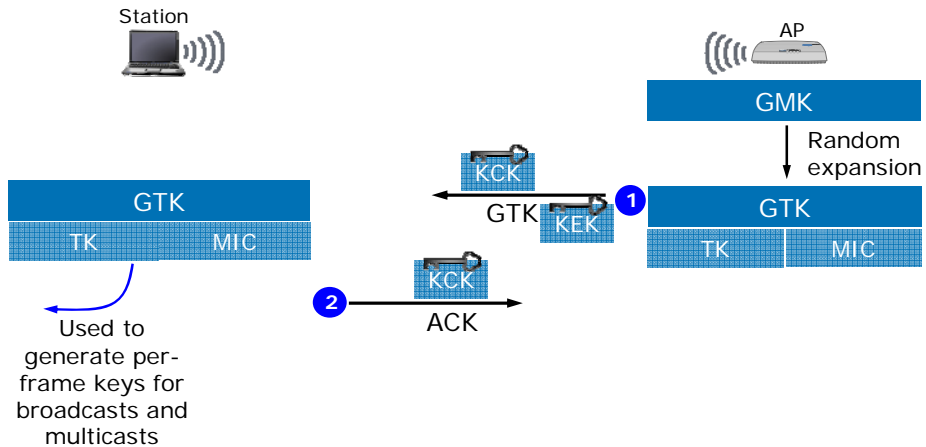 Station
AP
GMK
Random
expansion
KCK
1
GTK
KEK
GTK
TK
MIC
GTK
TK
MIC
KCK
2
ACK
Used to
generate per-
frame keys for
broadcasts and
multicasts